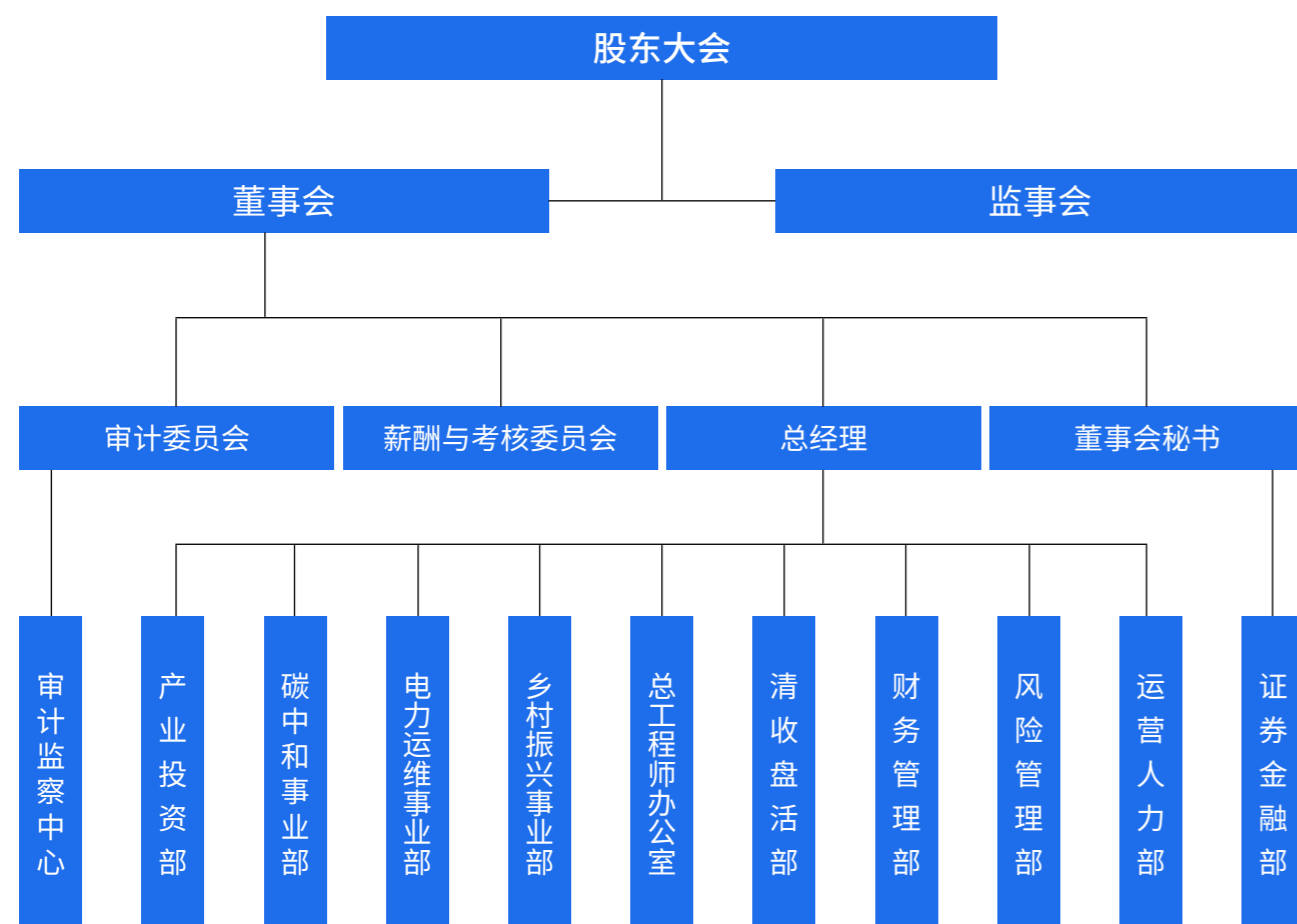 股东大会
董事会
监事会
审计委员会
薪酬与考核委员会
总经理
董事会秘书
审计监察中心
产业投资部
碳中和事业部
电力运维事业部
乡村振兴事业部
总工程师办公室
清收盘活部
财务管理部
风险管理部
运营人力部
证券金融部